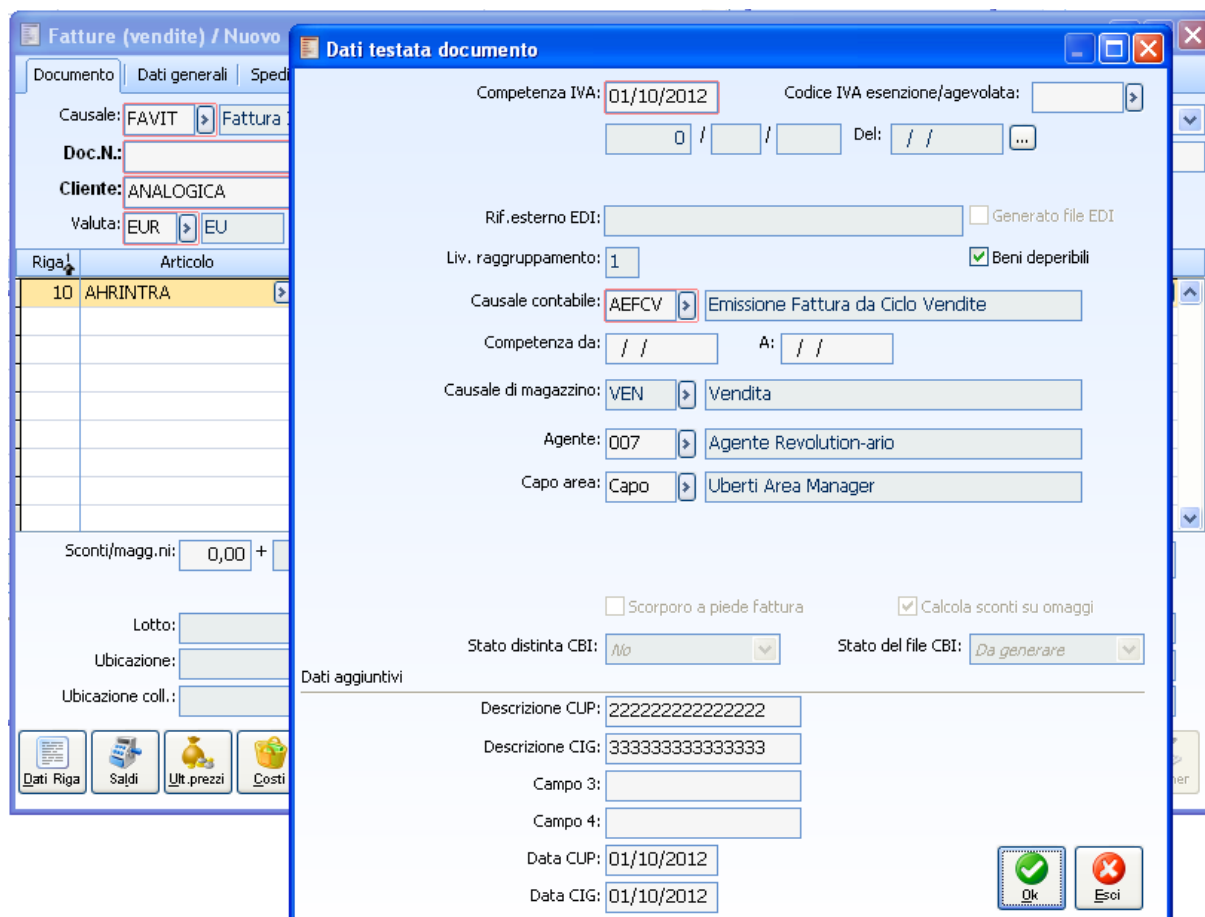 Fatture (vendite) / Nuovo
Documento Dati generali Spedi
Causale: FAVIT Fattura
Doc.N.:
Cliente: ANALOGICA
Valuta: EUR EU
Riga Articolo
10 AHRINTRA
Sconti/magg.ni: 0,00 +
Lotto:
Ubicazione:
Ubicazione coll.:
Dati Riga Saldi Ult.prezzi Costi
Dati testata documento
Competenza IVA: 01/10/2012 Codice IVA esenzione/agevolata:
0 / / Del: / /  ...
Rif.esterno EDI: Generato file EDI
Liv. raggruppamento: 1 Beni deperibili
Causale contabile: AEFCV Emissione Fattura da Ciclo Vendite
Competenza da: / / A: / /
Causale di magazzino: VEN Vendita
Agente: 007 Agente Revolution-ario
Capo area: Capo Uberti Area Manager
Scorporo a piede fattura Calcola sconti su omaggi
Stato distinta CBI: No Stato del file CBI: Da generare
Dati aggiuntivi
Descrizione CUP: 222222222222222
Descrizione CIG: 333333333333333
Campo 3:
Campo 4:
Data CUP: 01/10/2012
Data CIG: 01/10/2012
Ok Esci